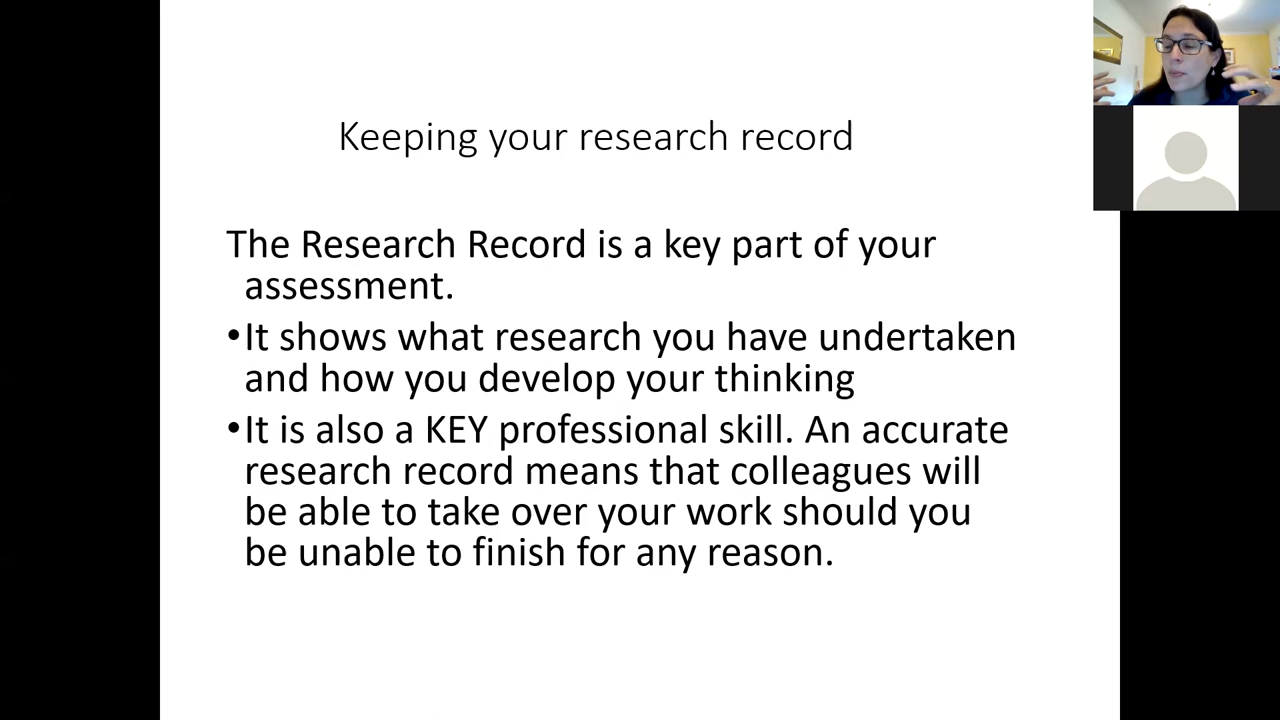 Keeping your research record
The Research Record is a key part of your
assessment.
•It shows what research you have undertaken
and how you develop your thinking
•It is also a KEY professional skill. An accurate
research record means that colleagues will
be able to take over your work should you
be unable to finish for any reason.